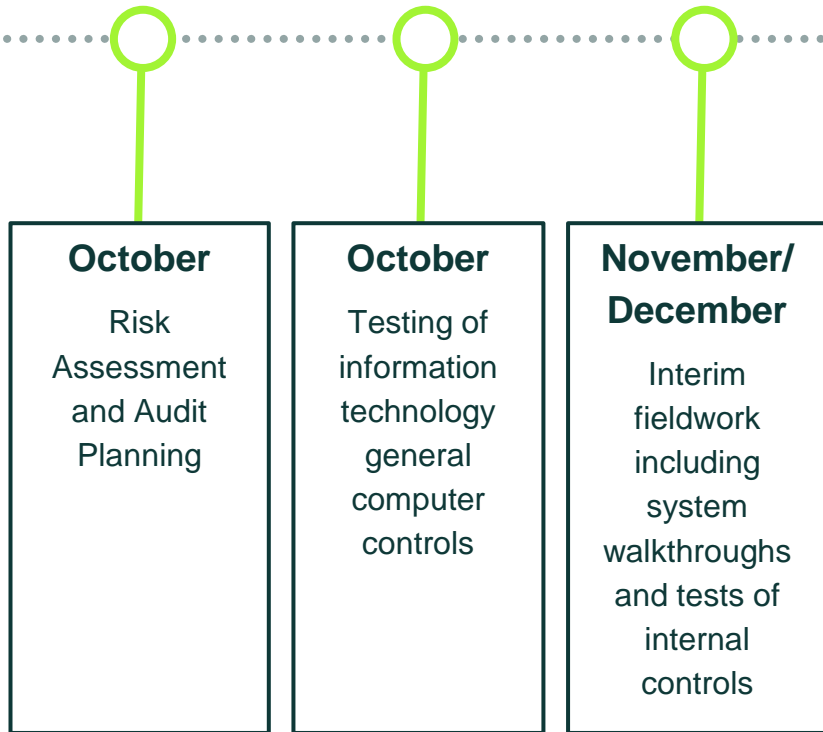 October
Risk
Assessment
and Audit
Planning
October
Testing of
information
technology
general
computer
controls
November/
December
Interim
fieldwork
including
system
walkthroughs
and tests of
internal
controls